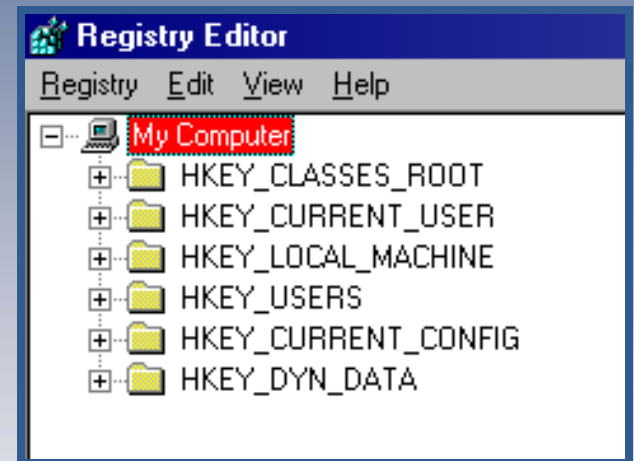 Registry Editor
Registry Edit View Help
My Computer
HKEY_CLASSES_ROOT
HKEY_CURRENT_USER
HKEY_LOCAL_MACHINE
HKEY_USERS
HKEY_CURRENT_CONFIG
HKEY_DYN_DATA